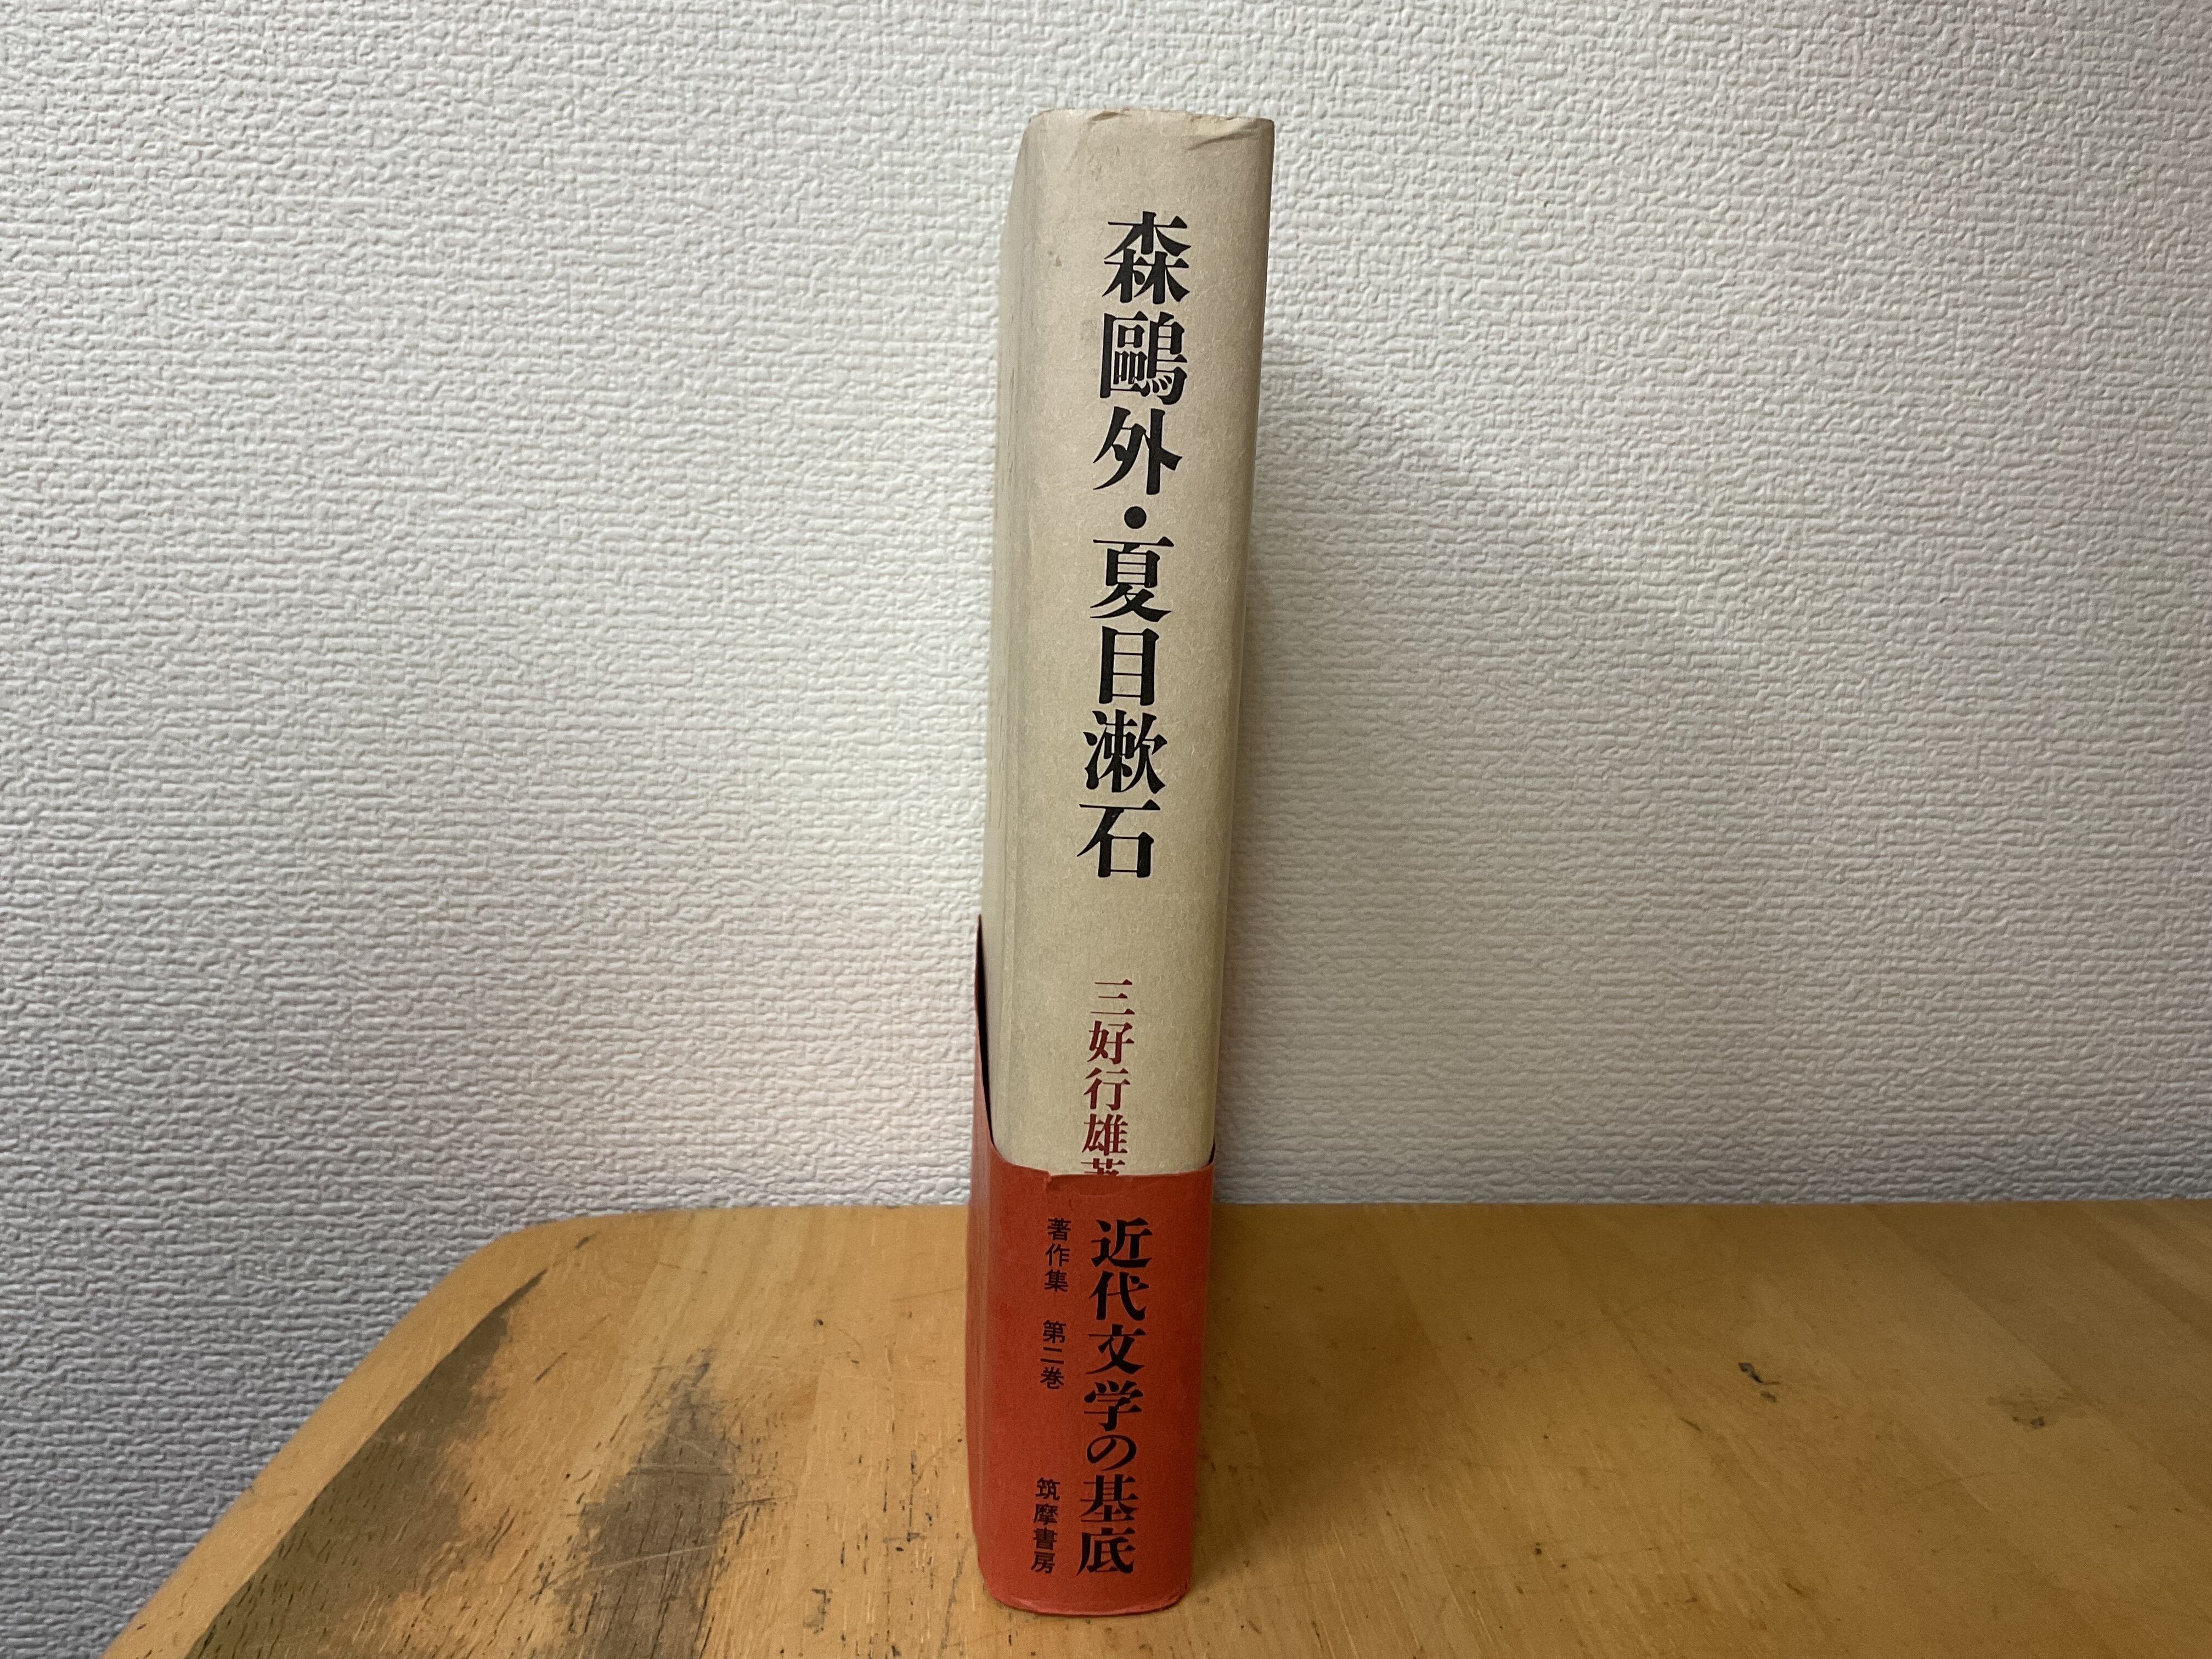 森鷗外・夏目漱石
三好行雄著
近代文学の基底
著作集 第二巻
筑摩書房